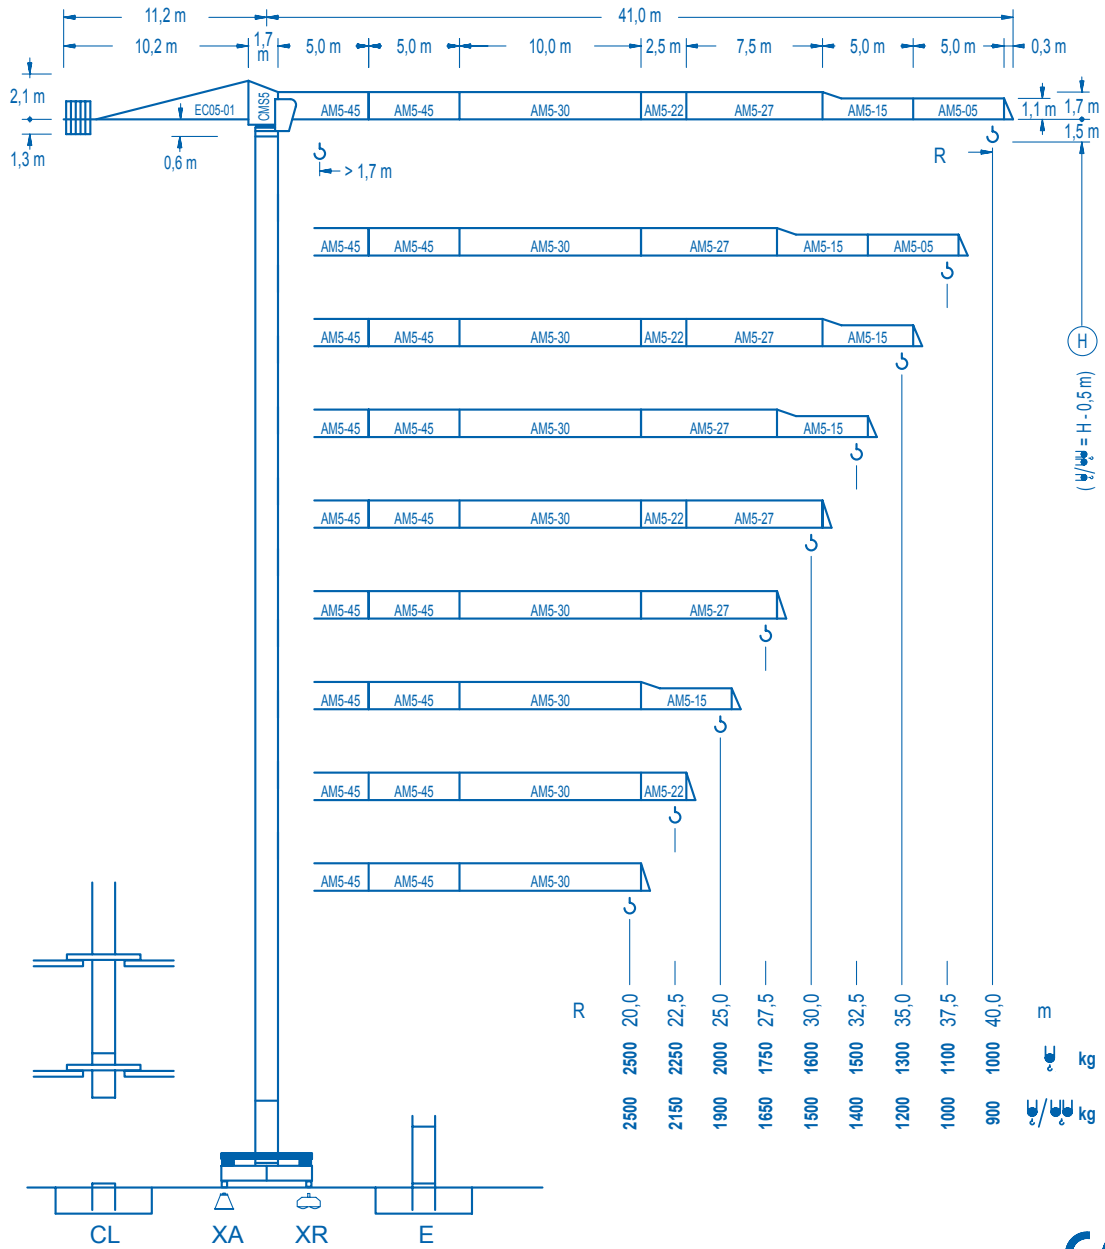 11,2 m 41,0 m
10,2 m 1,7 m 5,0 m 5,0 m 10,0 m 2,5 m 7,5 m 5,0 m 5,0 m 0,3 m
2,1 m EC05-01 CMS5 AM5-45 AM5-45 AM5-30 AM5-22 AM5-27 AM5-15 AM5-05 1,1 m 1,7 m
1,3 m 0,6 m > 1,7 m R 1,5 m
AM5-45 AM5-45 AM5-30 AM5-27 AM5-15 AM5-05
AM5-45 AM5-45 AM5-30 AM5-22 AM5-27 AM5-15
H
( / = H - 0,5 m)
AM5-45 AM5-45 AM5-30 AM5-27 AM5-15
AM5-45 AM5-45 AM5-30 AM5-22 AM5-27
AM5-45 AM5-45 AM5-30 AM5-27
AM5-45 AM5-45 AM5-30 AM5-15
AM5-45 AM5-45 AM5-30 AM5-22
AM5-45 AM5-45 AM5-30
R 20,0 22,5 25,0 27,5 30,0 32,5 35,0 37,5 40,0 m
2500 2250 2000 1750 1600 1500 1300 1100 1000 kg
2500 2150 1900 1650 1500 1400 1200 1000 900 / kg
CL XA XR E